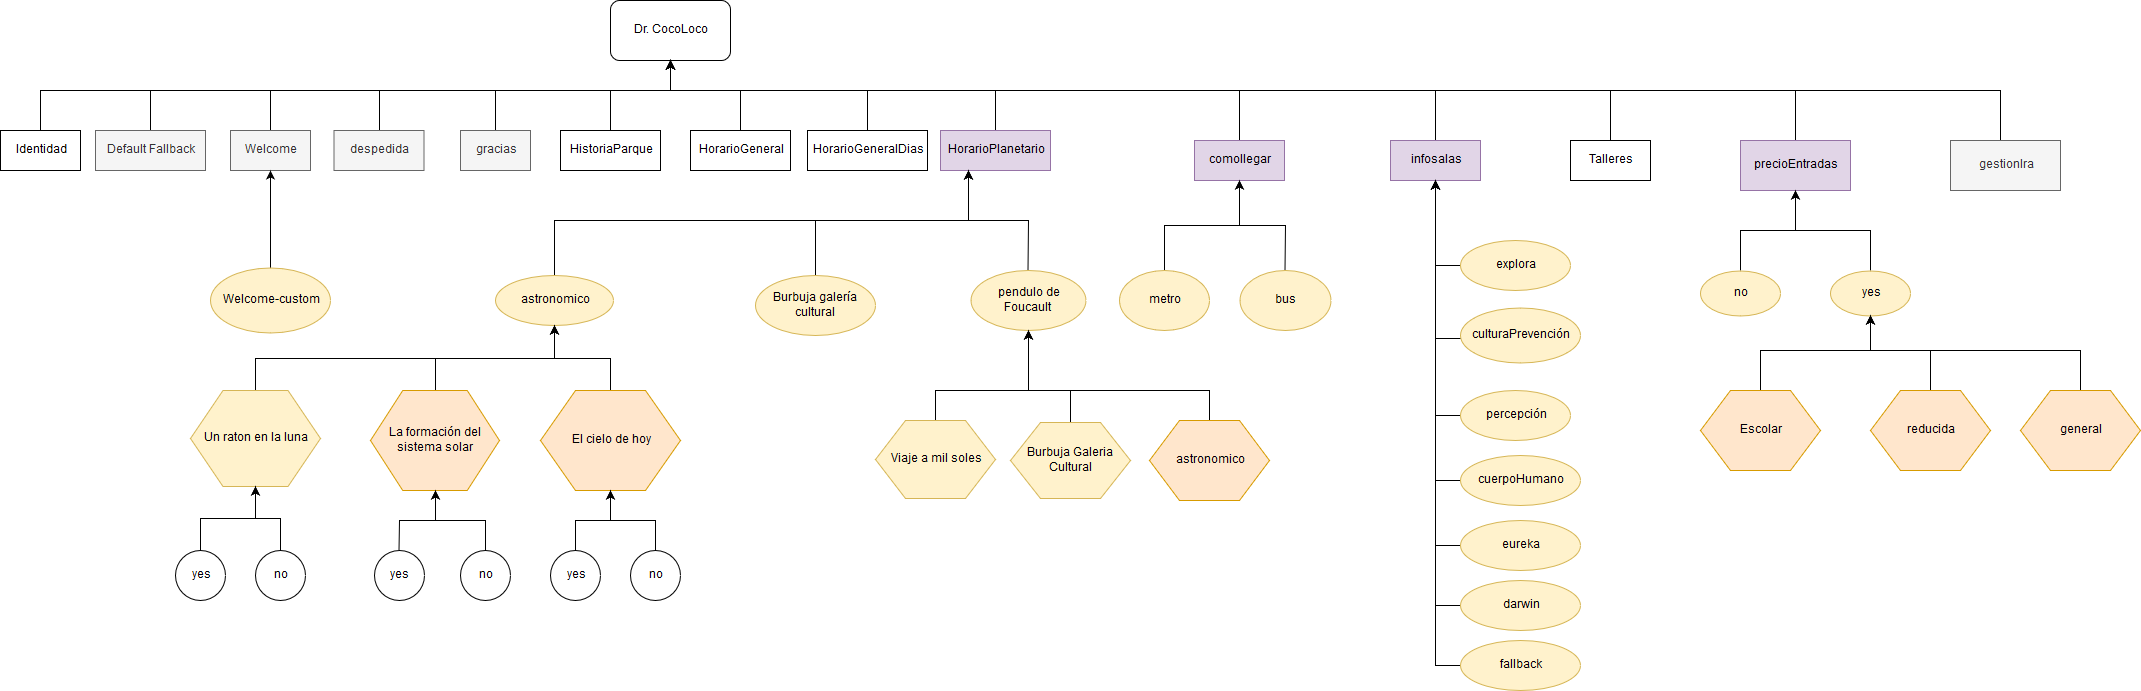 Dr. CocoLoco
Identidad
Default Fallback
Welcome
despedida
gracias
HistoriaParque
HorarioGeneral
HorarioGeneralDias
HorarioPlanetario
comollegar
infosalas
Talleres
precioEntradas
gestionIra
Welcome-custom
astronomico
Burbuja galería
cultural
pendulo de
Foucault
metro
bus
explora
culturaPrevención
percepción
cuerpoHumano
eureka
darwin
fallback
no
yes
Un raton en la luna
La formación del
sistema solar
El cielo de hoy
Viaje a mil soles
Burbuja Galeria
Cultural
astronomico
Escolar
reducida
general
yes
no
yes
no
yes
no